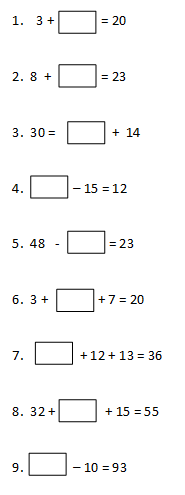 1. 3 + = 20
2. 8 + = 23
3. 30 = + 14
4. – 15 = 12
5. 48 - = 23
6. 3 + + 7 = 20
7. + 12 + 13 = 36
8. 32 + + 15 = 55
9. – 10 = 93